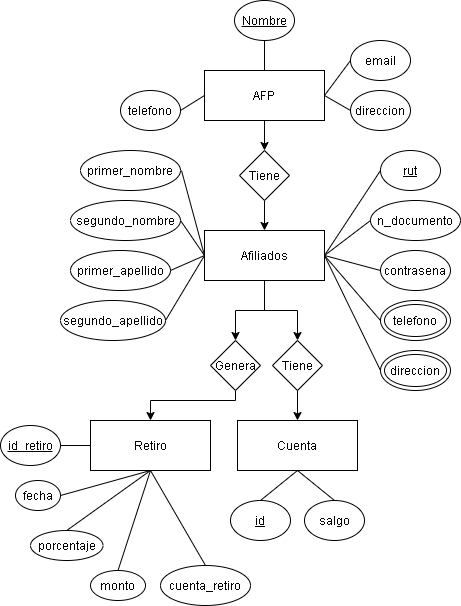 Nombre
email
AFP
telefono
direccion
Tiene
primer_nombre
rut
segundo_nombre
n_documento
Afiliados
primer_apellido
contrasena
segundo_apellido
telefono
Genera
Tiene
direccion
id_retiro
Retiro
Cuenta
fecha
id
salgo
porcentaje
monto
cuenta_retiro